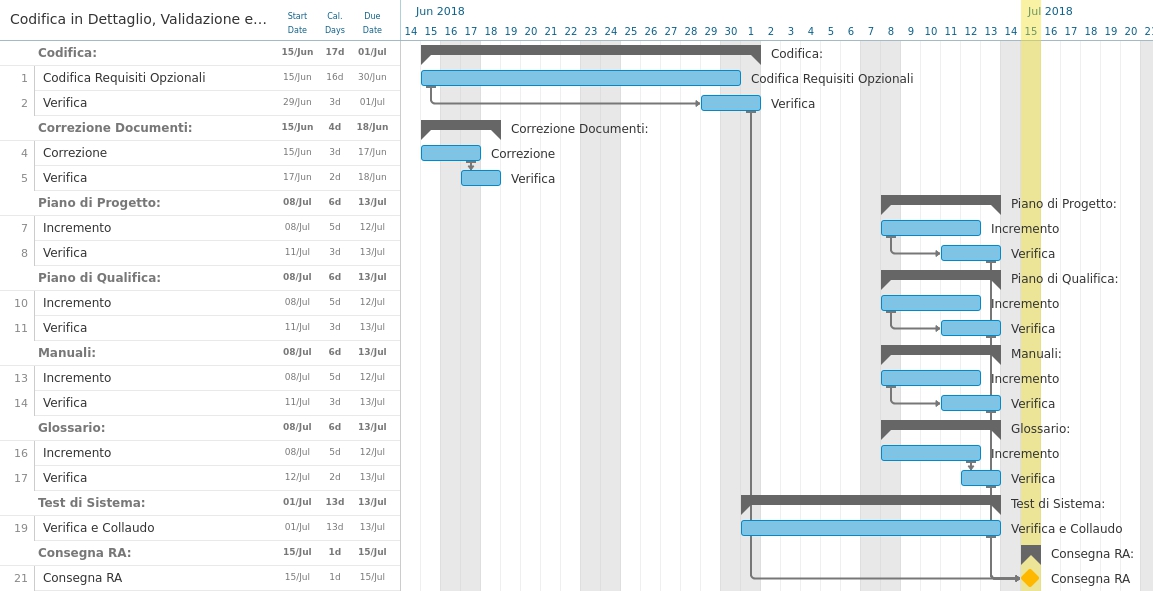 Codifica in Dettaglio, Validazione e...
Start Date
Cal. Days
Due Date
Jun 2018
Jul 2018
14 15 16 17 18 19 20 21 22 23 24 25 26 27 28 29 30 1 2 3 4 5 6 7 8 9 10 11 12 13 14 15 16 17 18 19 20 21
Codifica: 15/Jun 17d 01/Jul Codifica:
1 Codifica Requisiti Opzionali 15/Jun 16d 30/Jun Codifica Requisiti Opzionali
2 Verifica 29/Jun 3d 01/Jul Verifica
Correzione Documenti: 15/Jun 4d 18/Jun Correzione Documenti:
4 Correzione 15/Jun 3d 17/Jun Correzione
5 Verifica 17/Jun 2d 18/Jun Verifica
Piano di Progetto: 08/Jul 6d 13/Jul Piano di Progetto:
7 Incremento 08/Jul 5d 12/Jul Incremento
8 Verifica 11/Jul 3d 13/Jul Verifica
Piano di Qualifica: 08/Jul 6d 13/Jul Piano di Qualifica:
10 Incremento 08/Jul 5d 12/Jul Incremento
11 Verifica 11/Jul 3d 13/Jul Verifica
Manuali: 08/Jul 6d 13/Jul Manuali:
13 Incremento 08/Jul 5d 12/Jul Incremento
14 Verifica 11/Jul 3d 13/Jul Verifica
Glossario: 08/Jul 6d 13/Jul Glossario:
16 Incremento 08/Jul 5d 12/Jul Incremento
17 Verifica 12/Jul 2d 13/Jul Verifica
Test di Sistema: 01/Jul 13d 13/Jul Test di Sistema:
19 Verifica e Collaudo 01/Jul 13d 13/Jul Verifica e Collaudo
Consegna RA: 15/Jul 1d 15/Jul Consegna RA:
21 Consegna RA 15/Jul 1d 15/Jul Consegna RA